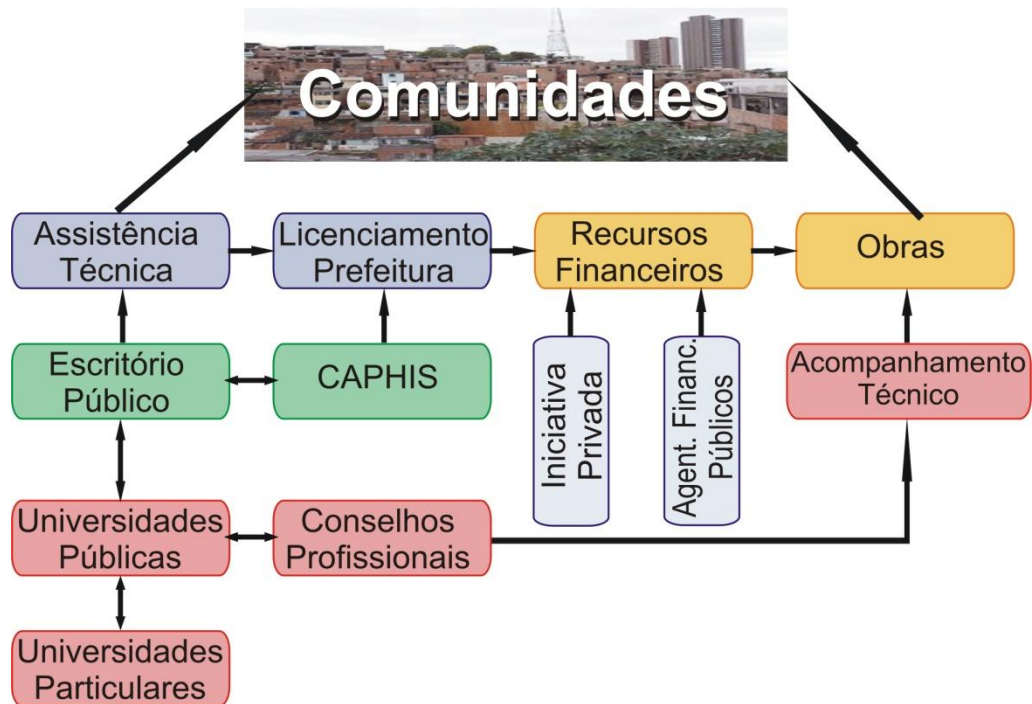 Comunidades
Assistência
Técnica
Licenciamento
Prefeitura
Recursos
Financeiros
Obras
Escritório
Público
CAPHIS
Iniciativa
Privada
Agent. Financ.
Públicos
Acompanhamento
Técnico
Universidades
Públicas
Conselhos
Profissionais
Universidades
Particulares